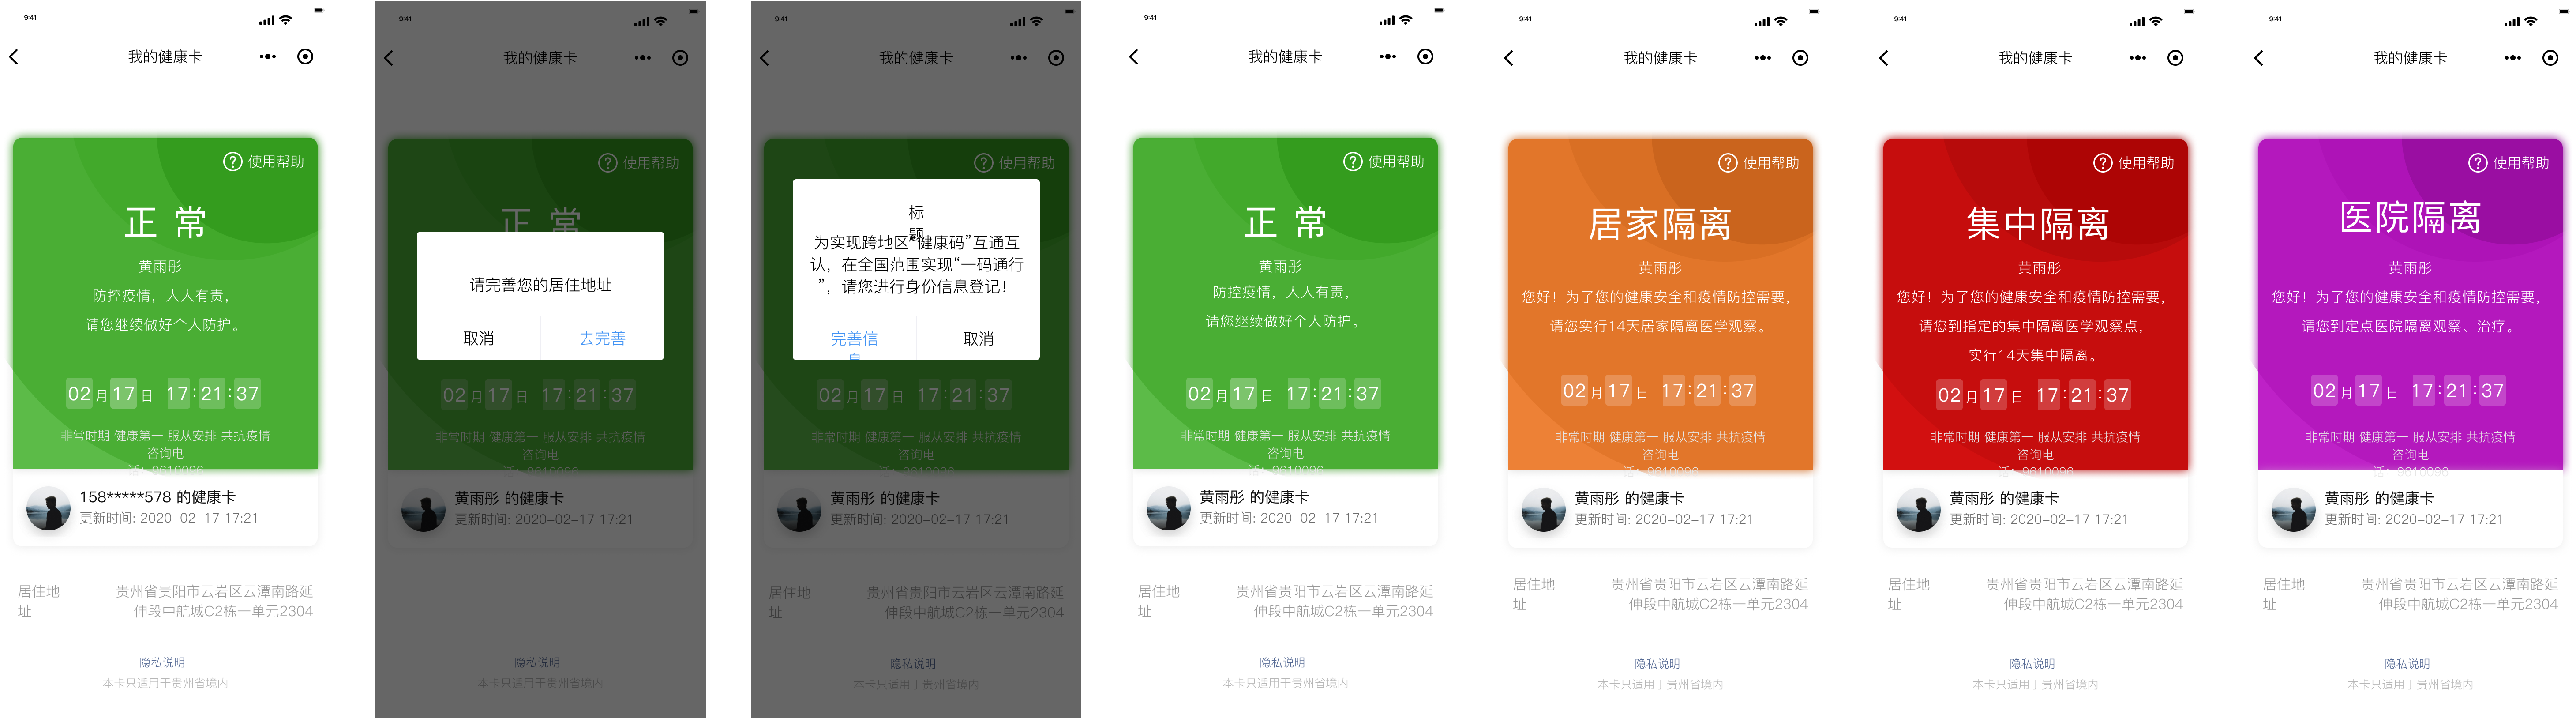 9:41
我的健康卡
使用帮助
正 常
黄雨彤
防控疫情，人人有责，
请您继续做好个人防护。
02 月 17 日 17 : 21 : 37
非常时期 健康第一 服从安排 共抗疫情
咨询电
158*****578 的健康卡
更新时间: 2020-02-17 17:21
居住地
址
贵州省贵阳市云岩区云潭南路延
伸段中航城C2栋一单元2304
隐私说明
本卡只适用于贵州省境内
9:41
我的健康卡
使用帮助
正 常
请完善您的居住地址
取消
去完善
02 月 17 日 17 : 21 : 37
非常时期 健康第一 服从安排 共抗疫情
咨询电
黄雨彤 的健康卡
更新时间: 2020-02-17 17:21
隐私说明
本卡只适用于贵州省境内
9:41
我的健康卡
使用帮助
标
题
为实现跨地区“健康码”互通互
认，在全国范围实现“一码通行
”，请您进行身份信息登记！
完善信
息
取消
02 月 17 日 17 : 21 : 37
非常时期 健康第一 服从安排 共抗疫情
咨询电
黄雨彤 的健康卡
更新时间: 2020-02-17 17:21
居住地
址
贵州省贵阳市云岩区云潭南路延
伸段中航城C2栋一单元2304
隐私说明
本卡只适用于贵州省境内
9:41
我的健康卡
使用帮助
正 常
黄雨彤
防控疫情，人人有责，
请您继续做好个人防护。
02 月 17 日 17 : 21 : 37
非常时期 健康第一 服从安排 共抗疫情
咨询电
黄雨彤 的健康卡
更新时间: 2020-02-17 17:21
居住地
址
贵州省贵阳市云岩区云潭南路延
伸段中航城C2栋一单元2304
隐私说明
本卡只适用于贵州省境内
9:41
我的健康卡
使用帮助
居家隔离
黄雨彤
您好！为了您的健康安全和疫情防控需要，
请您实行14天居家隔离医学观察。
02 月 17 日 17 : 21 : 37
非常时期 健康第一 服从安排 共抗疫情
咨询电
黄雨彤 的健康卡
更新时间: 2020-02-17 17:21
居住地
址
贵州省贵阳市云岩区云潭南路延
伸段中航城C2栋一单元2304
隐私说明
本卡只适用于贵州省境内
9:41
我的健康卡
使用帮助
集中隔离
黄雨彤
您好！为了您的健康安全和疫情防控需要，
请您到指定的集中隔离医学观察点，
实行14天集中隔离。
02 月 17 日 17 : 21 : 37
非常时期 健康第一 服从安排 共抗疫情
咨询电
黄雨彤 的健康卡
更新时间: 2020-02-17 17:21
居住地
址
贵州省贵阳市云岩区云潭南路延
伸段中航城C2栋一单元2304
隐私说明
本卡只适用于贵州省境内
9:41
我的健康卡
使用帮助
医院隔离
黄雨彤
您好！为了您的健康安全和疫情防控需要，
请您到定点医院隔离观察、治疗。
02 月 17 日 17 : 21 : 37
非常时期 健康第一 服从安排 共抗疫情
咨询电
黄雨彤 的健康卡
更新时间: 2020-02-17 17:21
居住地
址
贵州省贵阳市云岩区云潭南路延
伸段中航城C2栋一单元2304
隐私说明
本卡只适用于贵州省境内